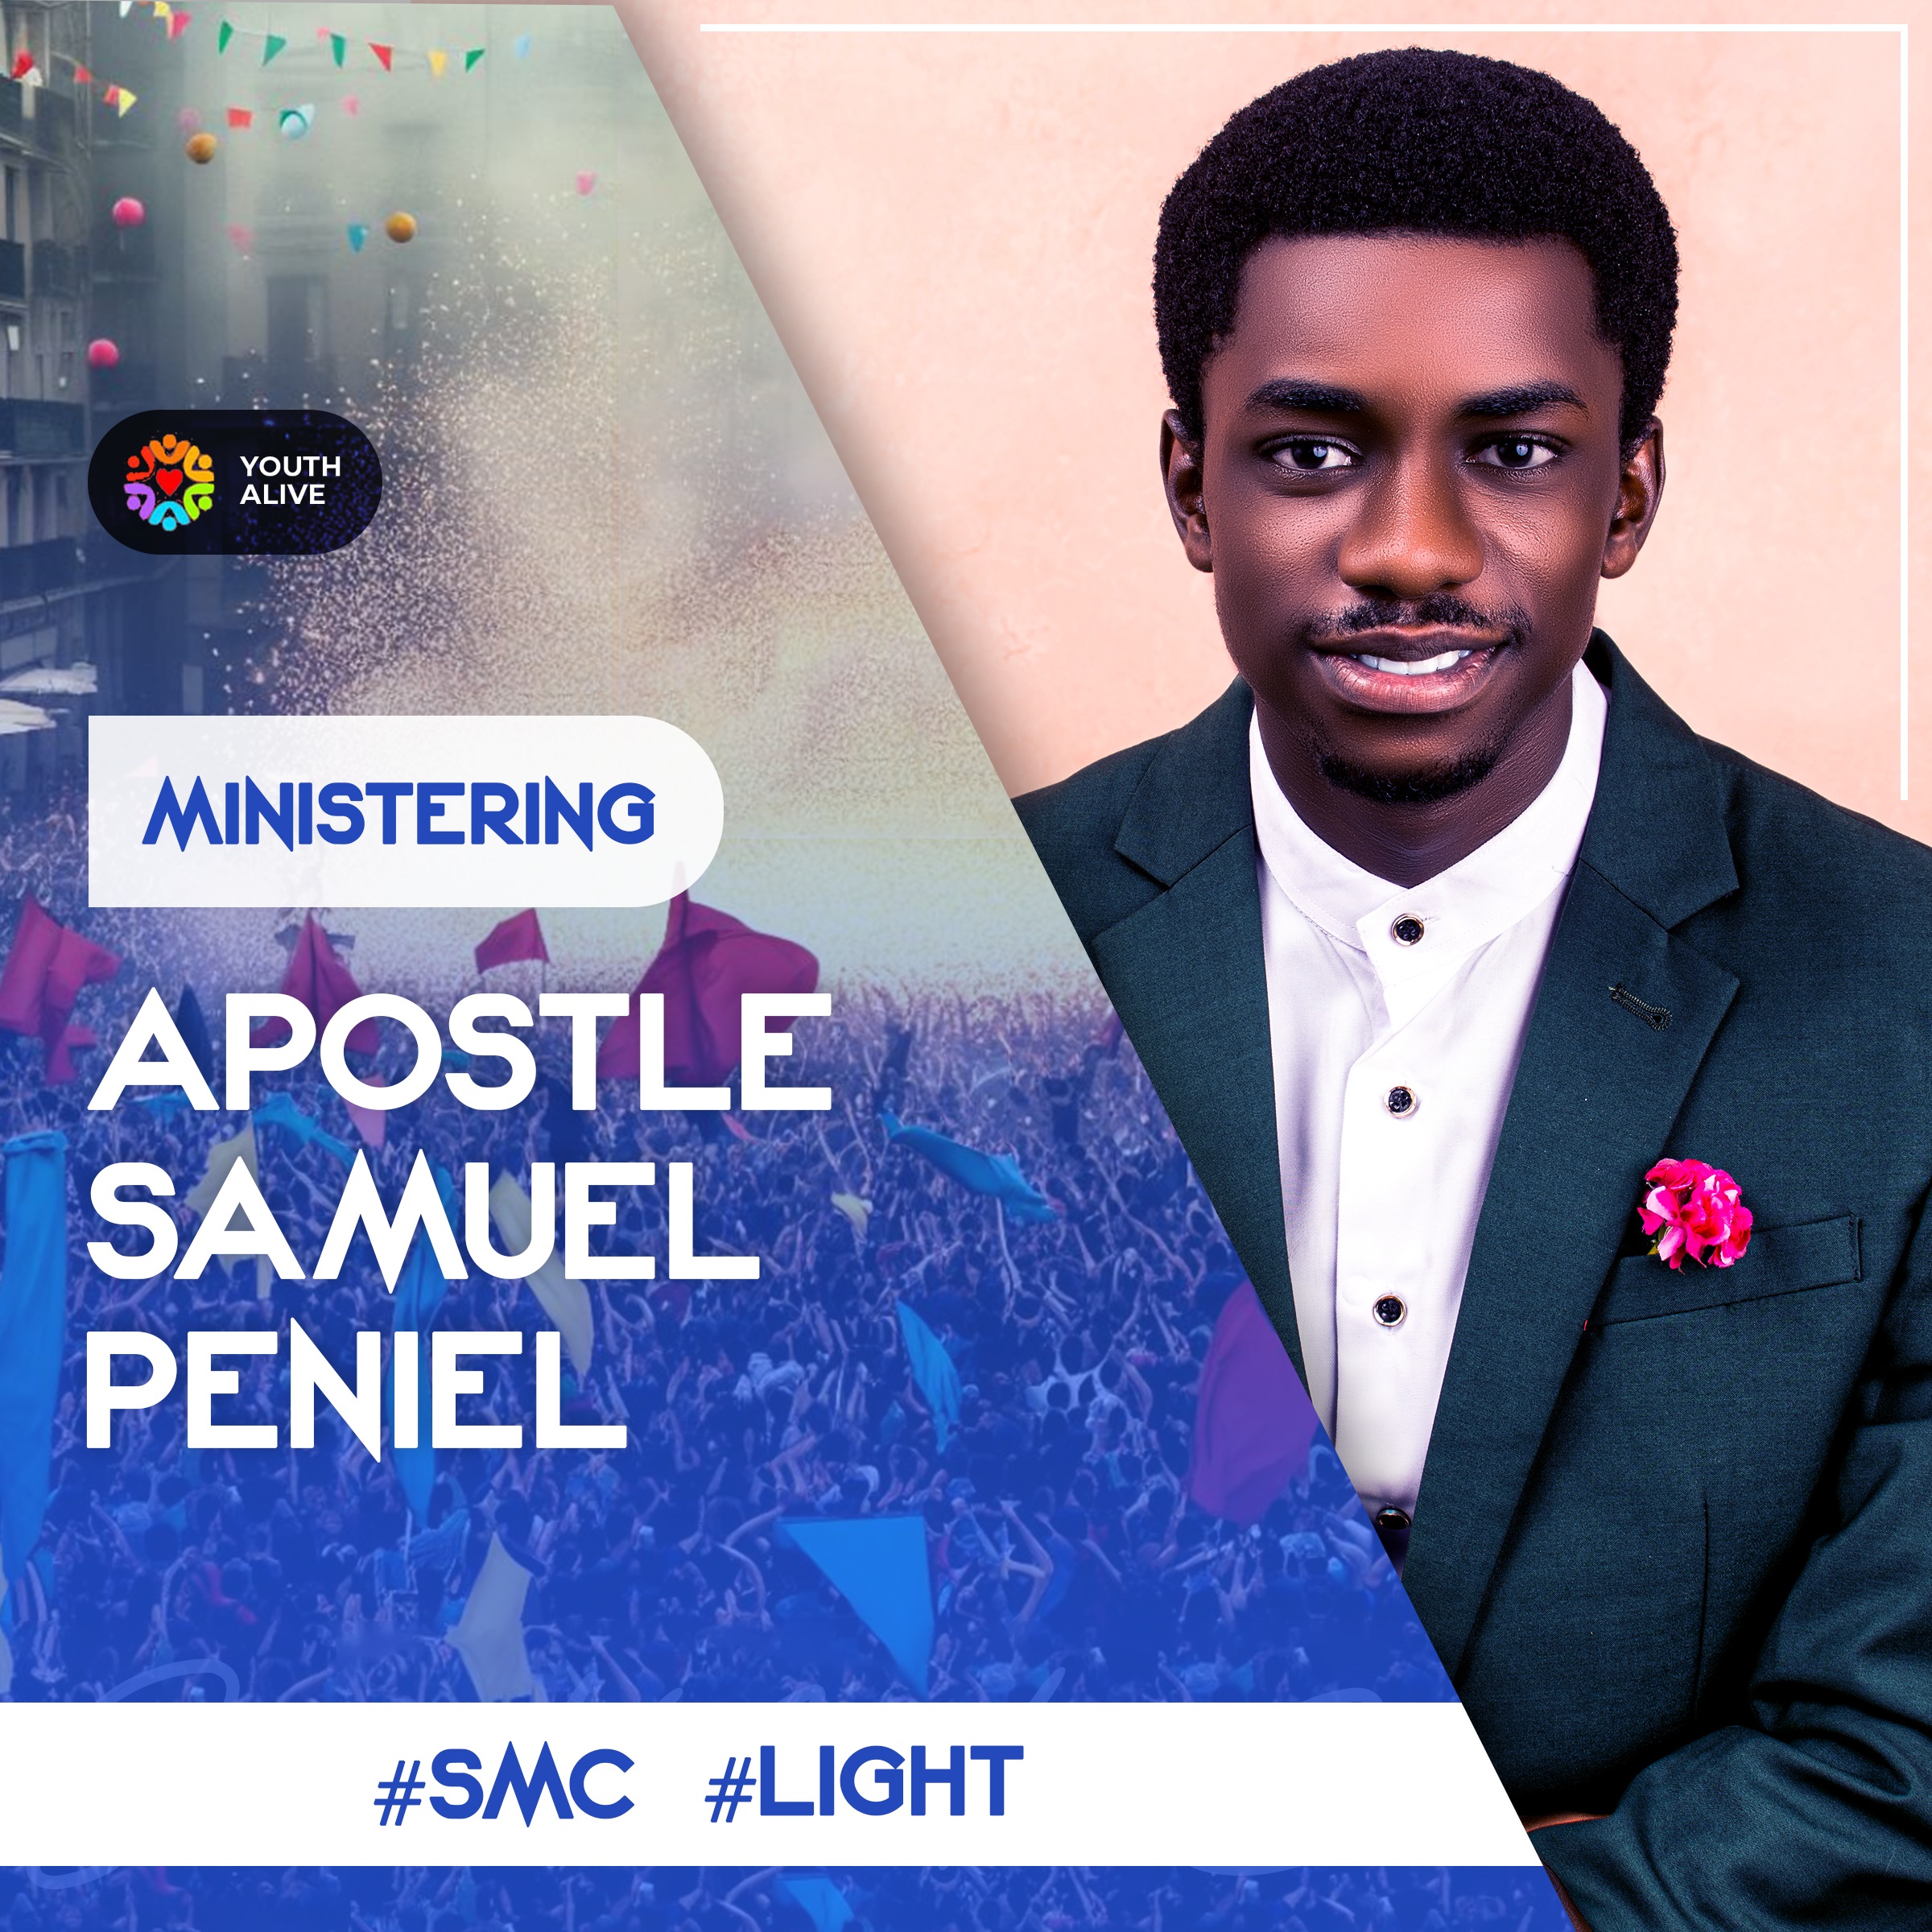 YOUTH
ALIVE
MINISTERING
APOSTLE
SAMUEL
PENIEL
#SMC #LIGHT